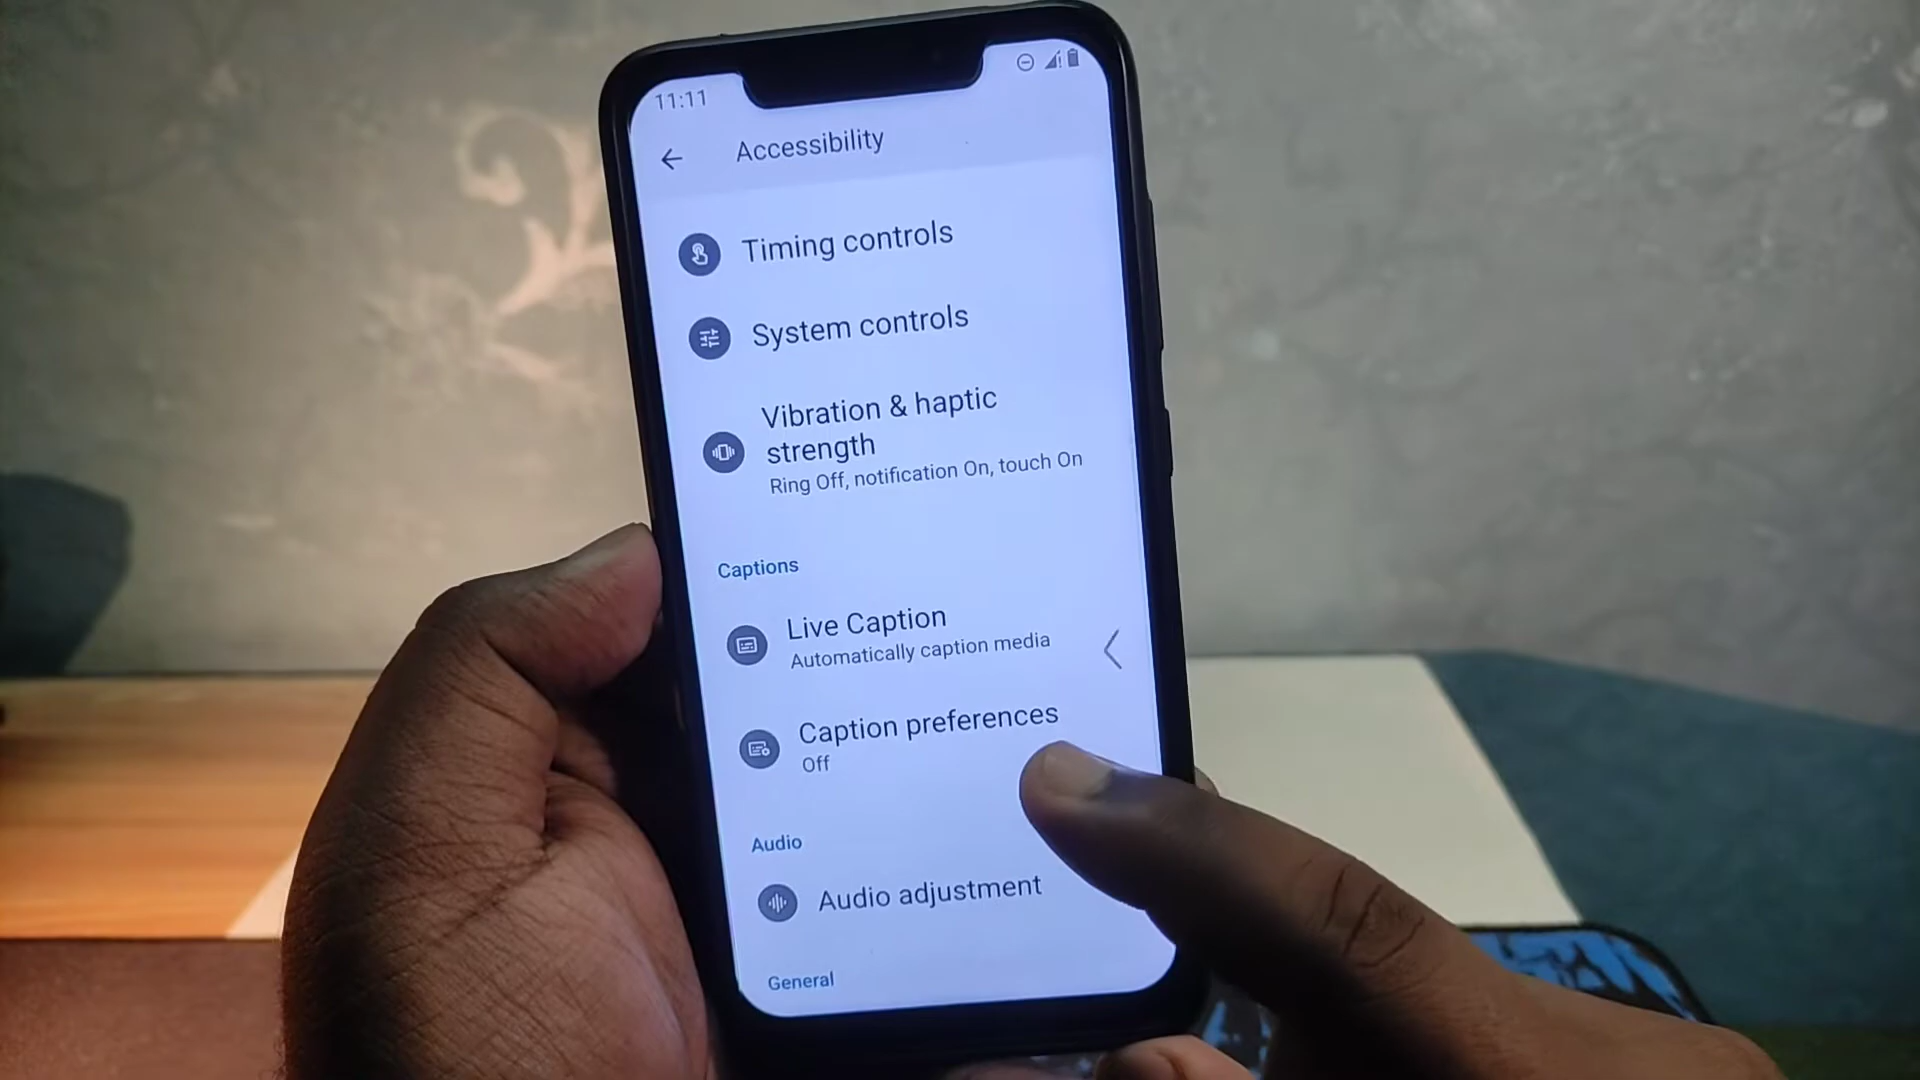 11:11
Accessibility
Timing controls
System controls
Vibration & haptic
strength
Ring Off, notification On, touch On
Captions
Live Caption
Automatically caption media
Caption preferences
Off
Audio
Audio adjustment
General